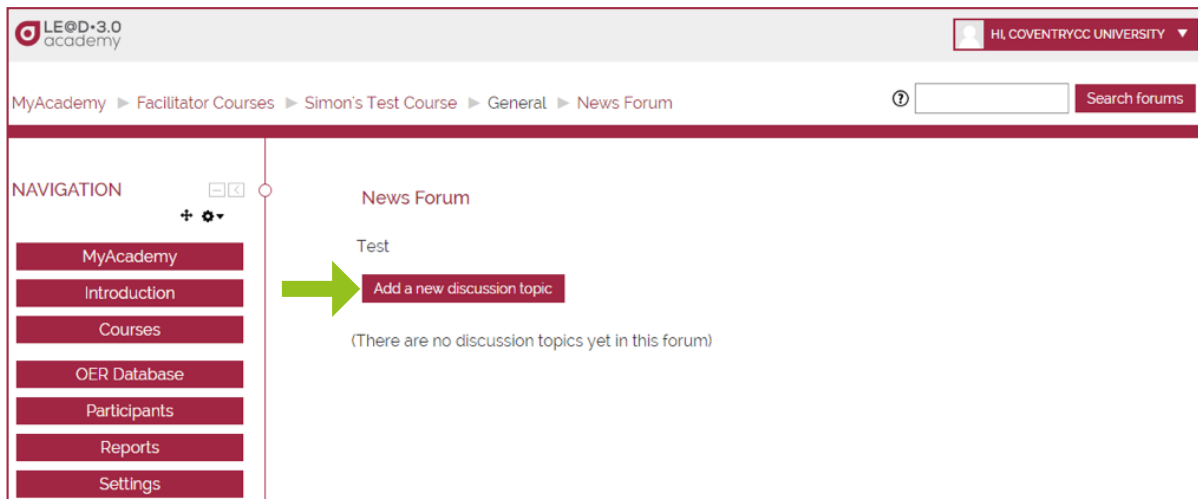 LE@D•3.0
academy
HI, COVENTRYCC UNIVERSITY ▼
MyAcademy ▶ Facilitator Courses ▶ Simon's Test Course ▶ General ▶ News Forum
Search forums
NAVIGATION
News Forum
Test
MyAcademy
Add a new discussion topic
Introduction
Courses
(There are no discussion topics yet in this forum)
OER Database
Participants
Reports
Settings